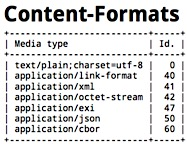 Content-Formats
+--------------------------+-----+
| Media type               | Id. |
+--------------------------+-----+
| text/plain;charset=utf-8 |   0 |
| application/link-format  |  40 |
| application/xml          |  41 |
| application/octet-stream |  42 |
| application/exi          |  47 |
| application/json         |  50 |
| application/cbor         |  60 |
+--------------------------+-----+